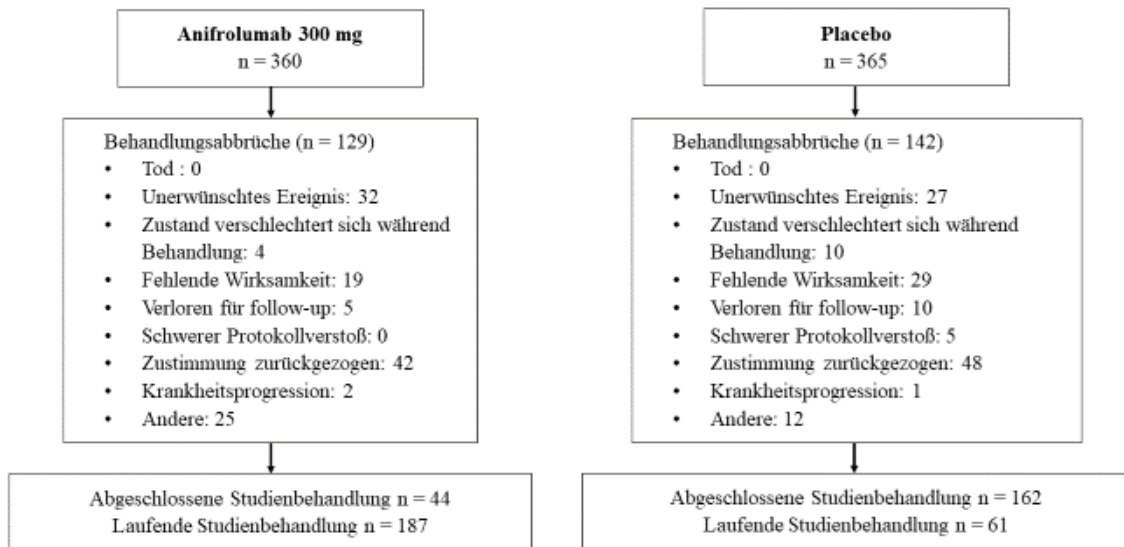 Anifrolumab 300 mg
n = 360
Behandlungsabbrüche (n = 129)
• Tod : 0
• Unerwünschtes Ereignis: 32
• Zustand verschlechtert sich während
Behandlung: 4
• Fehlende Wirksamkeit: 19
• Verloren für follow-up: 5
• Schwerer Protokollverstoß: 0
• Zustimmung zurückgezogen: 42
• Krankheitsprogression: 2
• Andere: 25
Abgeschlossene Studienbehandlung n = 44
Laufende Studienbehandlung n = 187
Placebo
n = 365
Behandlungsabbrüche (n = 142)
• Tod : 0
• Unerwünschtes Ereignis: 27
• Zustand verschlechtert sich während
Behandlung: 10
• Fehlende Wirksamkeit: 29
• Verloren für follow-up: 10
• Schwerer Protokollverstoß: 5
• Zustimmung zurückgezogen: 48
• Krankheitsprogression: 1
• Andere: 12
Abgeschlossene Studienbehandlung n = 162
Laufende Studienbehandlung n = 61